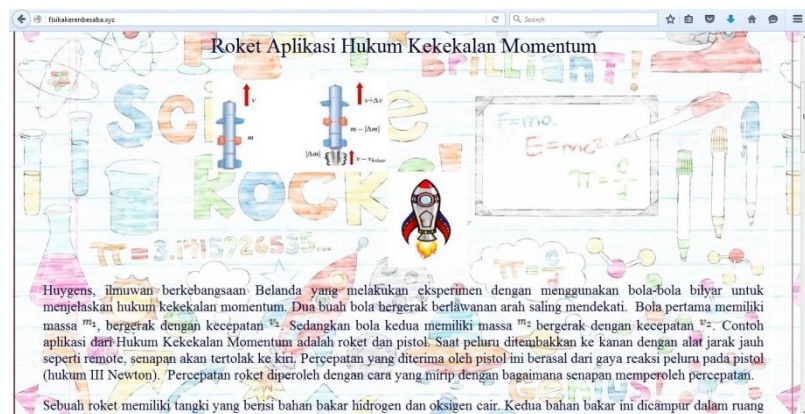 fisikakerenbesaba.xyz
Search
Roket Aplikasi Hukum Kekekalan Momentum
BRILLIANT!
Science
ROCKS
v
m
v+Δv
m − |Δm|
|Δm|
F=ma
E=mc²
π=c/d
π=3.1415926535...
π=c/d
Huygens, ilmuwan berkebangsaan Belanda yang melakukan eksperimen dengan menggunakan bola-bola bilyar untuk
menjelaskan hukum kekekalan momentum. Dua buah bola bergerak berlawanan arah saling mendekati. Bola pertama memiliki
massa m₁, bergerak dengan kecepatan v₁. Sedangkan bola kedua memiliki massa m₂ bergerak dengan kecepatan v₂. Contoh
aplikasi dari Hukum Kekekalan Momentum adalah roket dan pistol. Saat peluru ditembakkan ke kanan dengan alat jarak jauh
seperti remote, senapan akan tertolak ke kiri. Percepatan yang diterima oleh pistol ini berasal dari gaya reaksi peluru pada pistol
(hukum III Newton). Percepatan roket diperoleh dengan cara yang mirip dengan bagaimana senapan memperoleh percepatan.
GENIUS!
Sebuah roket memiliki tangki yang berisi bahan bakar hidrogen dan oksigen cair. Kedua bahan bakar ini dicampur dalam ruang